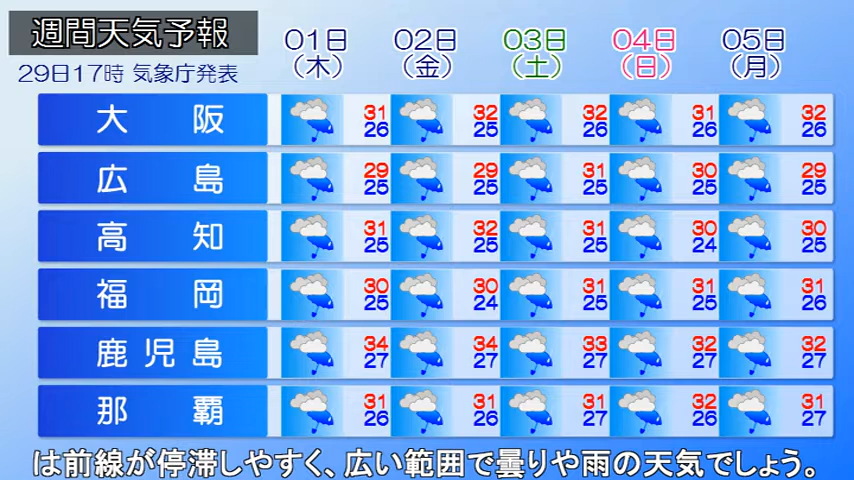 週間天気予報
29日17時 気象庁発表
01日 02日 03日 04日 05日
(木) (金) (土) (日) (月)
大阪 31 26 32 25 32 26 31 26 32 26
広島 29 25 29 25 31 25 30 25 29 25
高知 31 25 32 25 31 25 30 24 30 25
福岡 30 25 30 24 31 25 31 25 31 26
鹿児島 34 27 34 27 33 27 32 27 32 27
那覇 31 26 31 26 31 27 32 26 31 27
は前線が停滞しやすく、広い範囲で曇りや雨の天気でしょう。